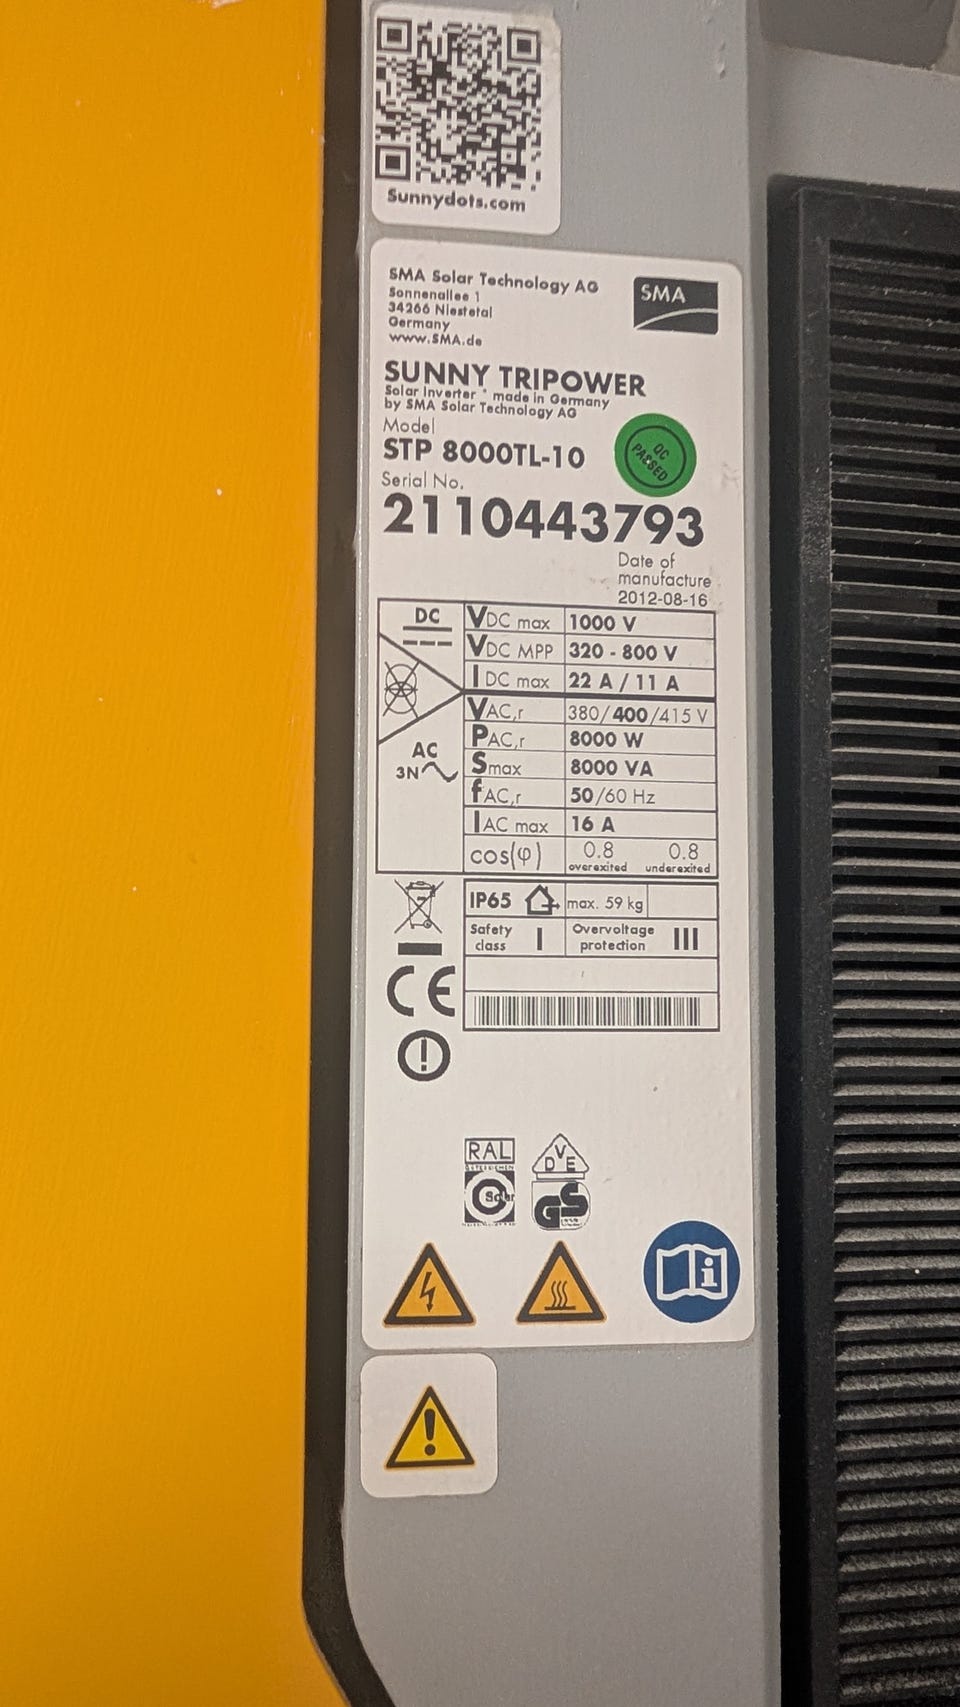 Sunnydots.com
SMA Solar Technology AG
Sonnenallee 1
34266 Niestetal
Germany
www.SMA.de
SMA
SUNNY TRIPOWER
Solar Inverter * made in Germany
by SMA Solar Technology AG
Model
STP 8000TL-10
QC
PASSED
Serial No.
2110443793
Date of
manufacture
2012-08-16
DC
VDC max 1000 V
VDC MPP 320 - 800 V
IDC max 22 A / 11 A
VAC,r 380/400/415 V
PAC,r 8000 W
AC
3N
Smax 8000 VA
fAC,r 50/60 Hz
IAC max 16 A
cos(φ) 0.8 0.8
overexited underexited
IP65 max. 59 kg
Safety
class I
Overvoltage
protection III
CE
RAL
GÜTEZEICHEN
Solar
VDE
GS
i